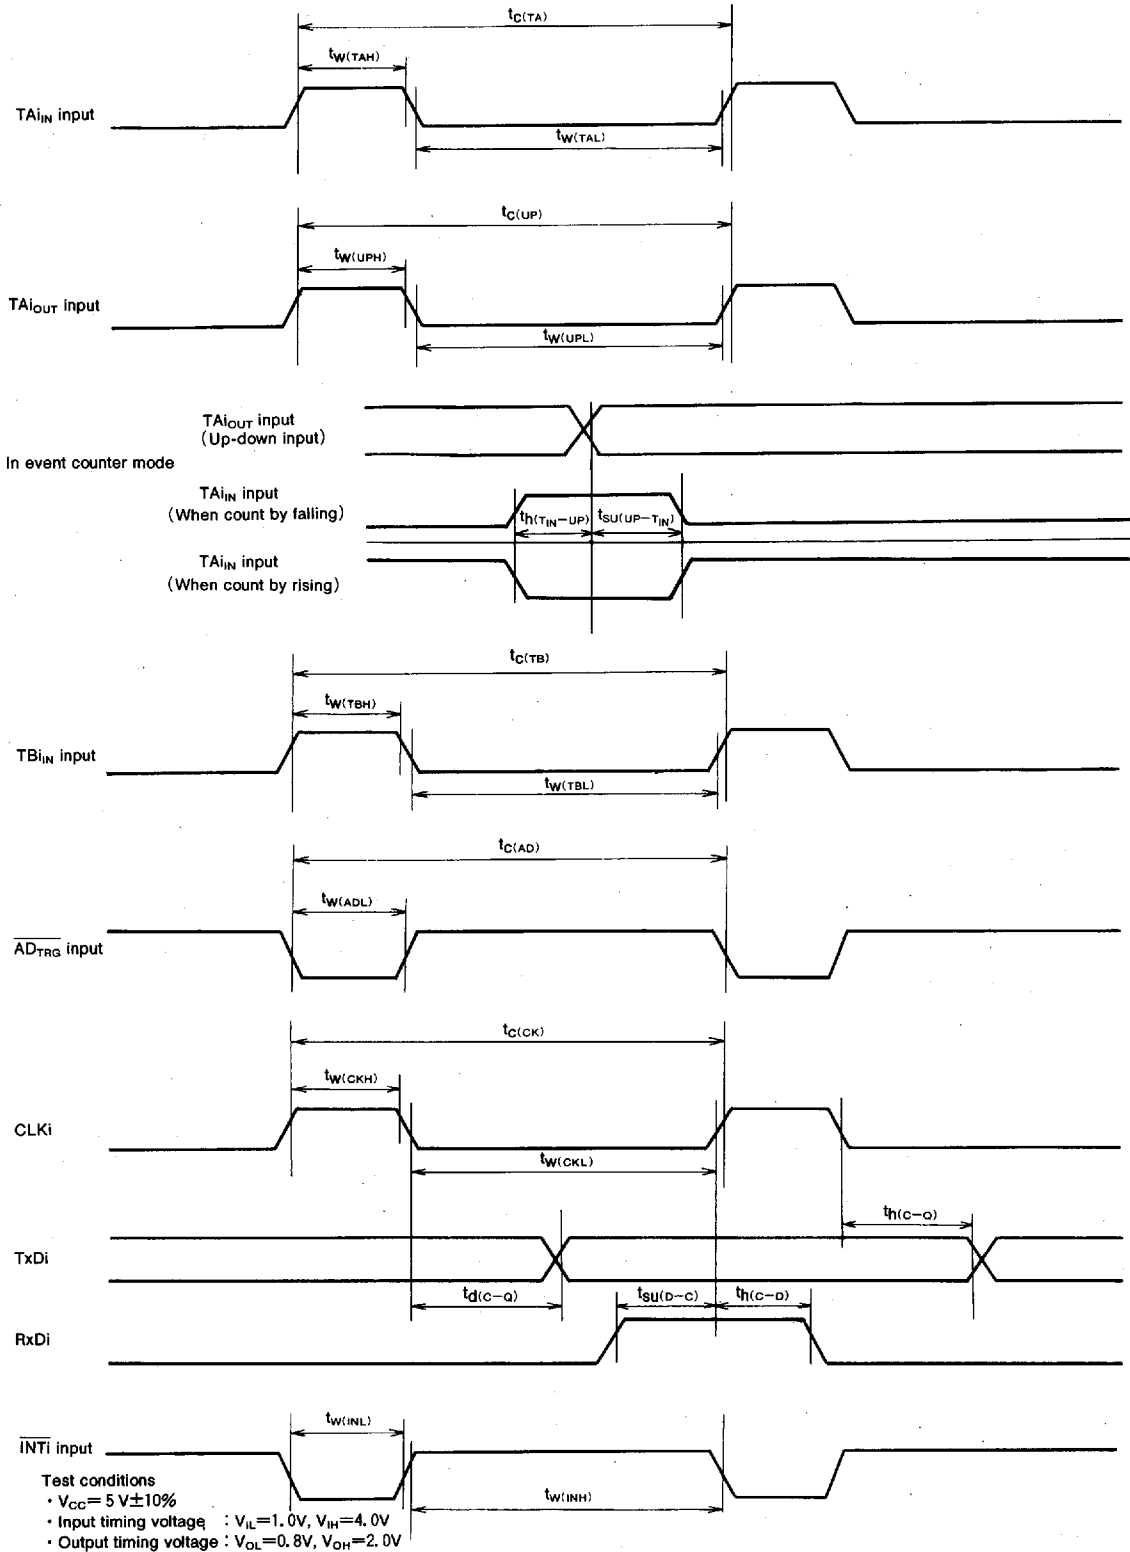 tC(TA)
tW(TAH)
TAiIN input
tW(TAL)
tC(UP)
tW(UPH)
TAiOUT input
tW(UPL)
TAiOUT input
(Up-down input)
In event counter mode
TAiIN input
(When count by falling)
th(TIN−UP)
tSU(UP−TIN)
TAiIN input
(When count by rising)
tC(TB)
tW(TBH)
TBiIN input
tW(TBL)
tC(AD)
tW(ADL)
ADTRG input
tC(CK)
tW(CKH)
CLKi
tW(CKL)
th(C−Q)
TxDi
td(C−Q)
tsu(D−C)
th(C−D)
RxDi
tW(INL)
INTi input
tW(INH)
Test conditions
・VCC=5 V±10%
・Input timing voltage : VIL=1.0V, VIH=4.0V
・Output timing voltage : VOL=0.8V, VOH=2.0V